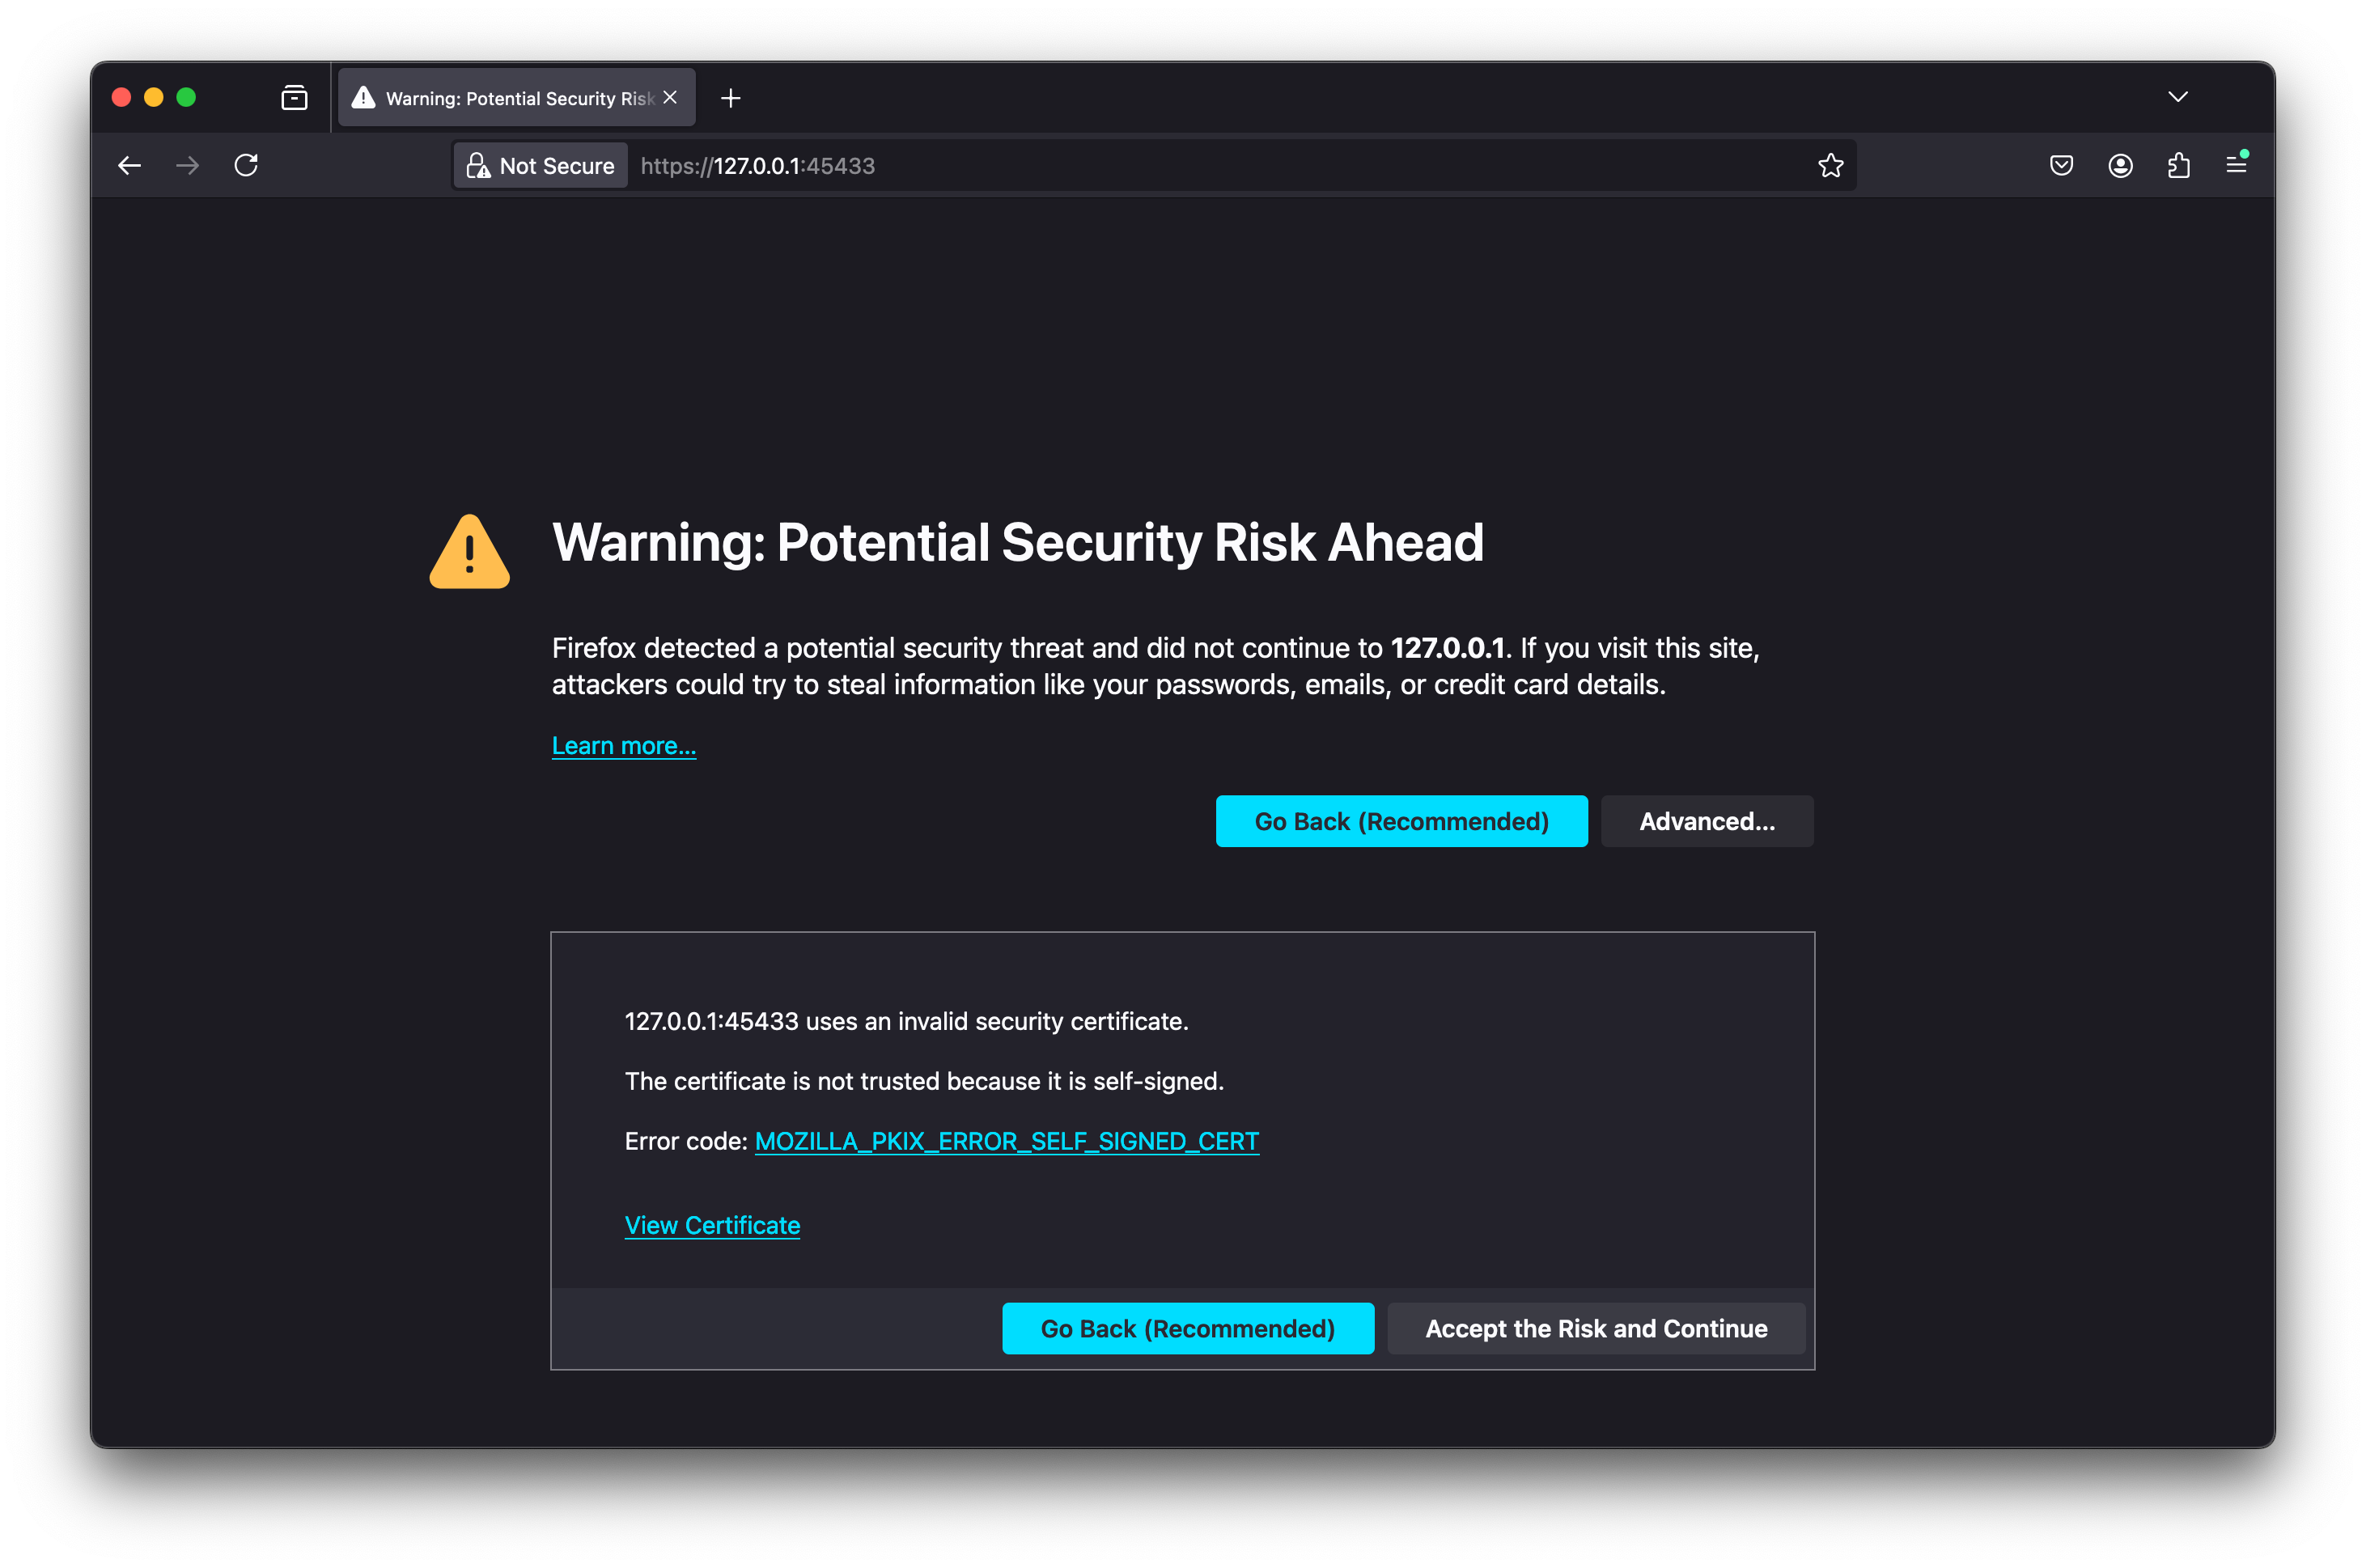 Warning: Potential Security Risk
Not Secure
https://127.0.0.1:45433
Warning: Potential Security Risk Ahead
Firefox detected a potential security threat and did not continue to 127.0.0.1. If you visit this site,
attackers could try to steal information like your passwords, emails, or credit card details.
Learn more...
Go Back (Recommended)
Advanced...
127.0.0.1:45433 uses an invalid security certificate.
The certificate is not trusted because it is self-signed.
Error code: MOZILLA_PKIX_ERROR_SELF_SIGNED_CERT
View Certificate
Go Back (Recommended)
Accept the Risk and Continue